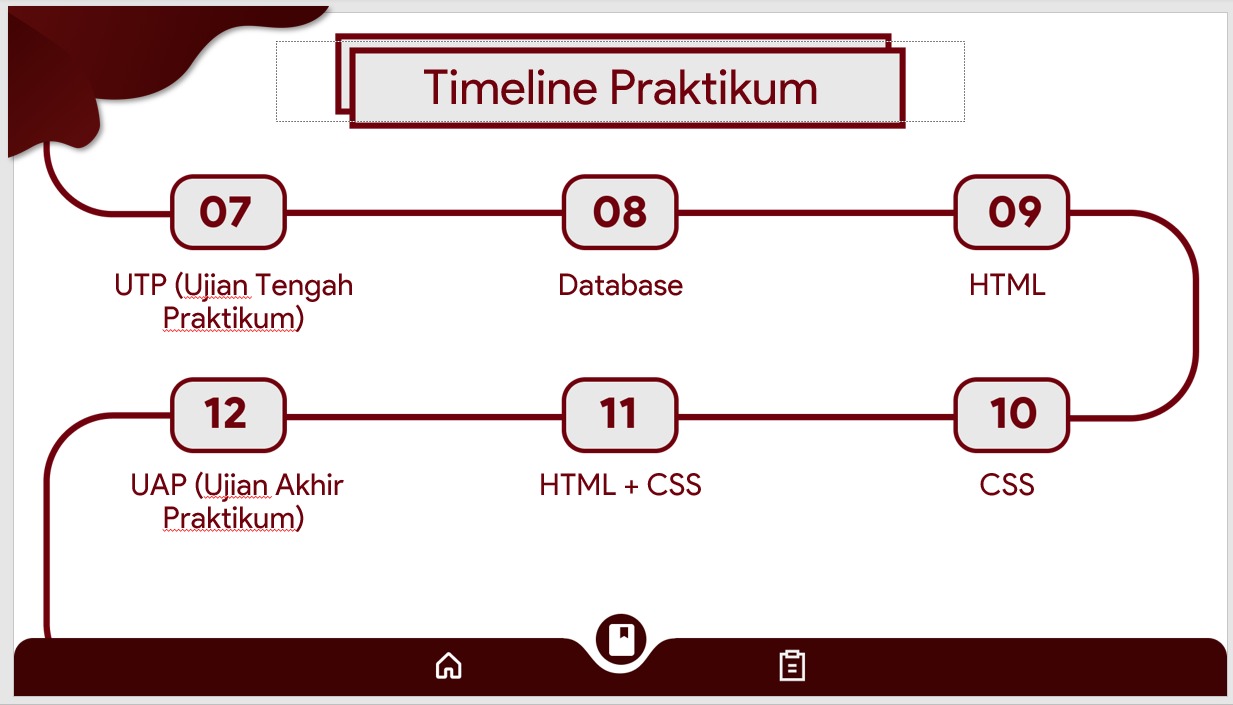 Timeline Praktikum
07
UTP (Ujian Tengah
Praktikum)
08
Database
09
HTML
10
CSS
11
HTML + CSS
12
UAP (Ujian Akhir
Praktikum)